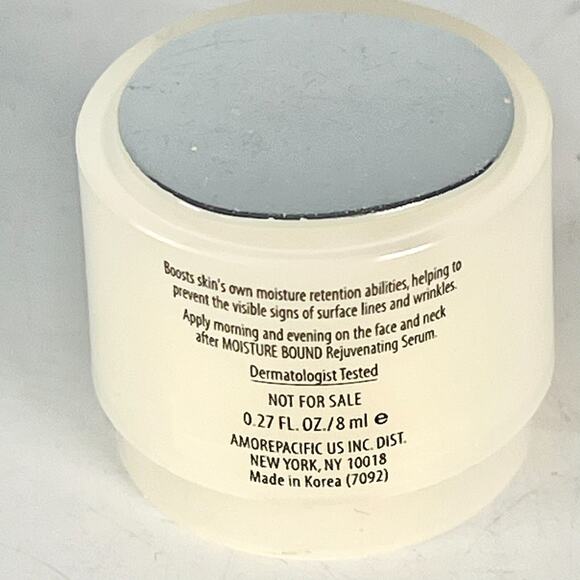 Boosts skin's own moisture retention abilities, helping to
prevent the visible signs of surface lines and wrinkles.
Apply morning and evening on the face and neck
after MOISTURE BOUND Rejuvenating Serum.
Dermatologist Tested
NOT FOR SALE
0.27 FL. OZ./8 ml e
AMOREPACIFIC US INC. DIST.
NEW YORK, NY 10018
Made in Korea (7092)